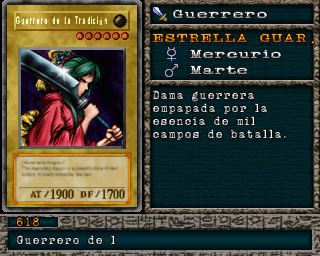 Guerrero de la Tradición
AT/1900 DF/1700
Guerrero
ESTRELLA GUAR.
Mercurio
Marte
Dama guerrera
empapada por la
esencia de mil
campos de batalla.
618
Guerrero de l